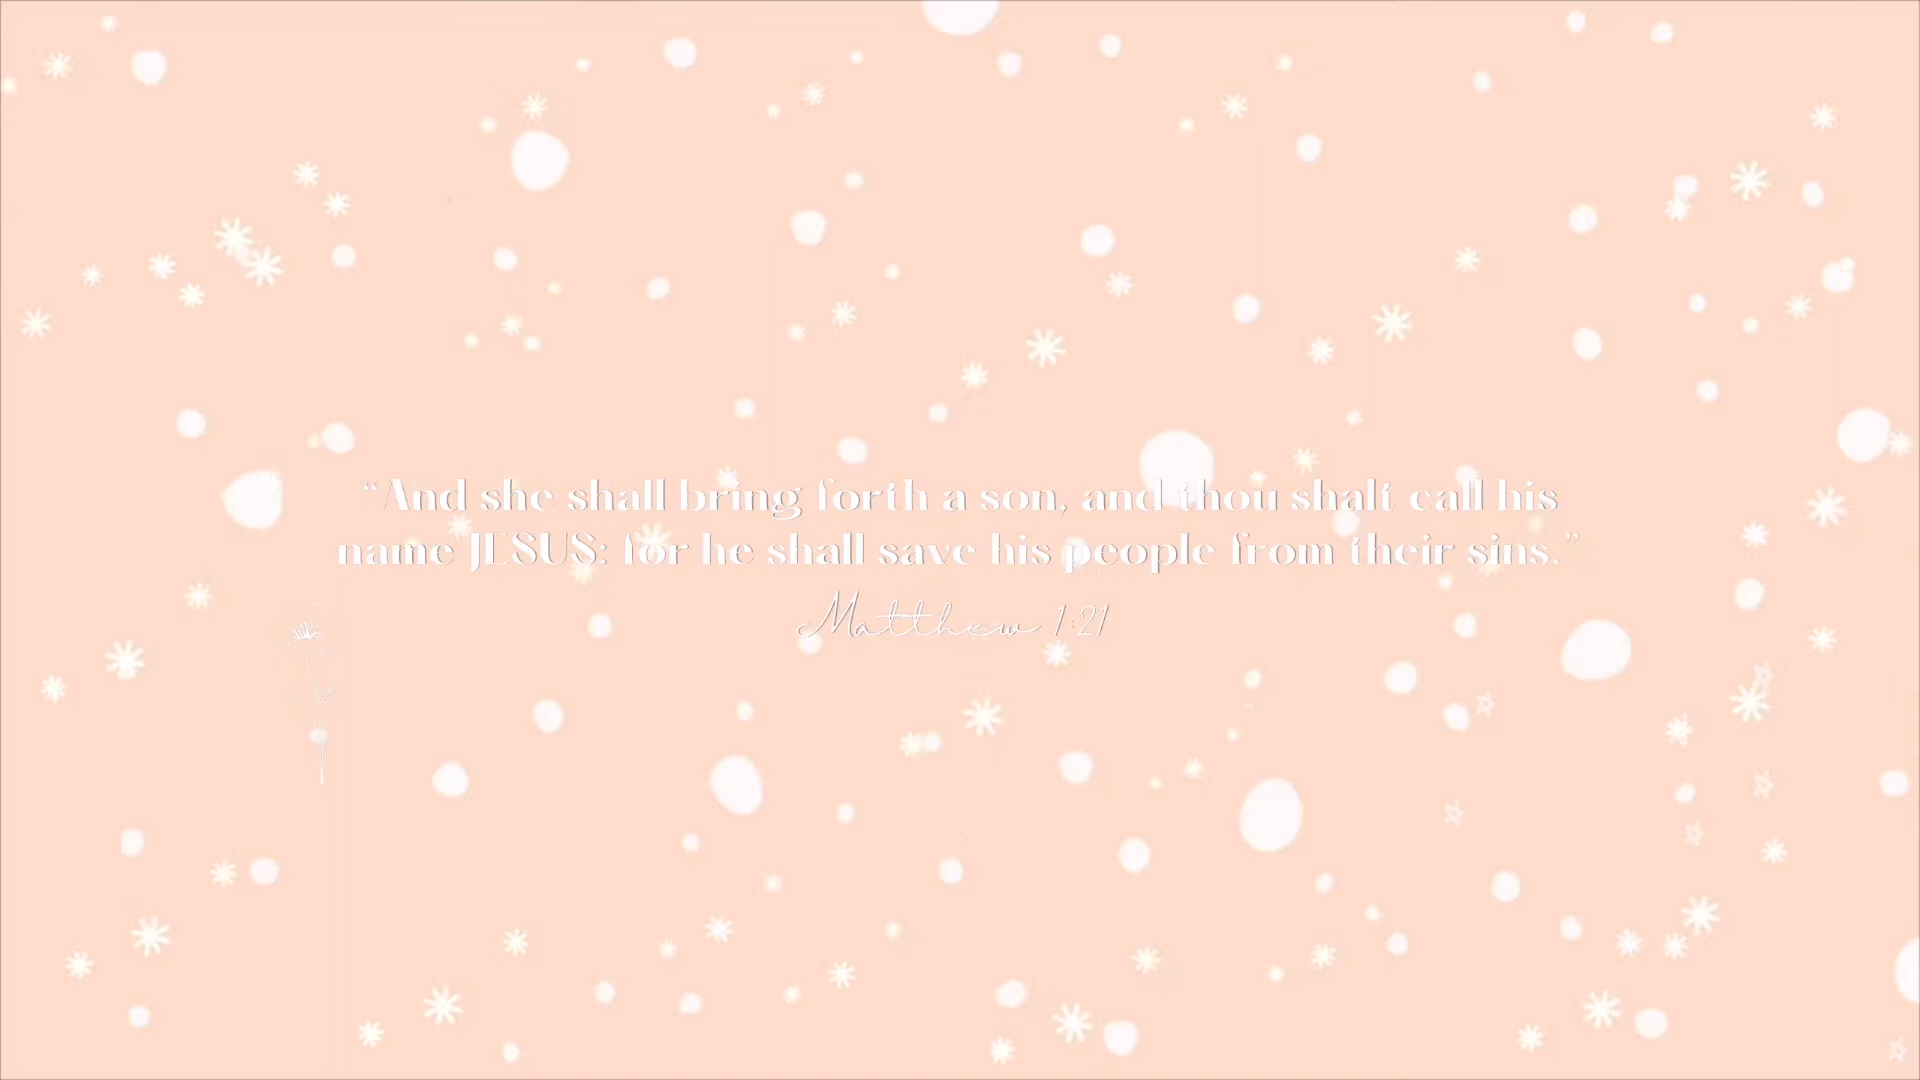 “And she shall bring forth a son, and thou shalt call his
name JESUS: for he shall save his people from their sins.”
Matthew 1:21